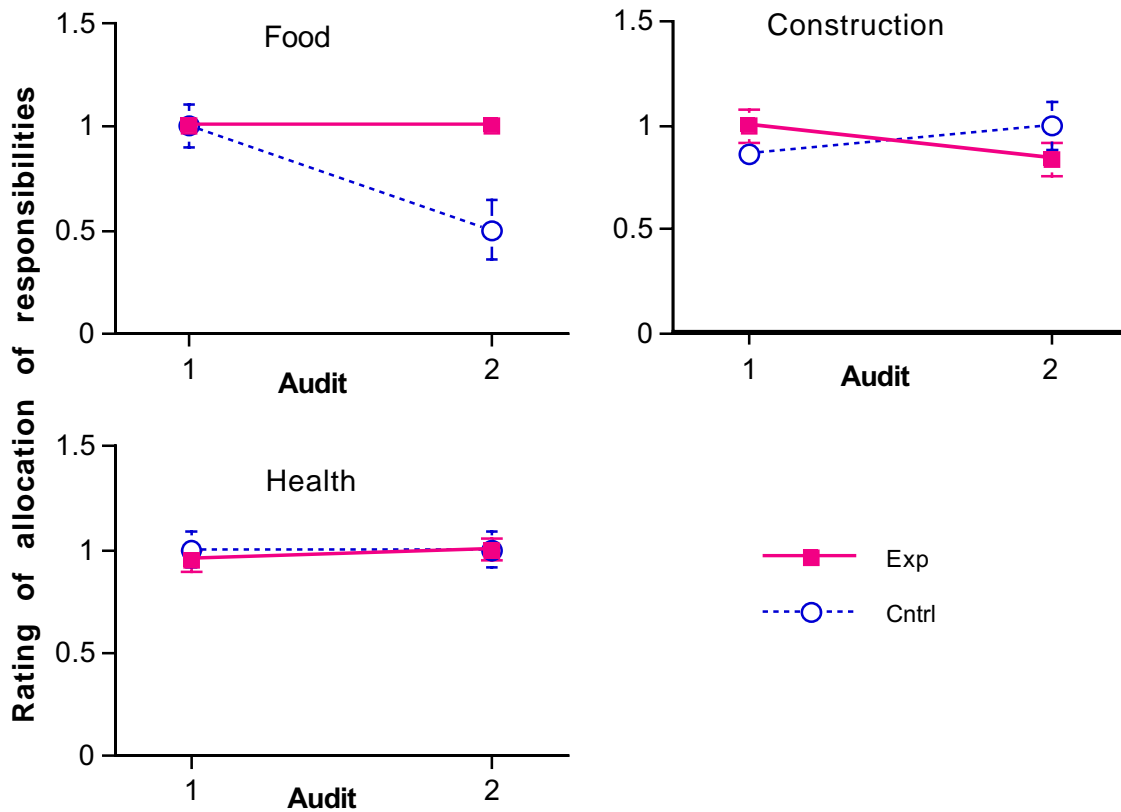 Rating of allocation of responsibilities
Food
1.5
1
0.5
0
1
2
Audit
Construction
1.5
1
0.5
0
1
2
Audit
Health
1.5
1
0.5
0
1
2
Audit
Exp
Cntrl